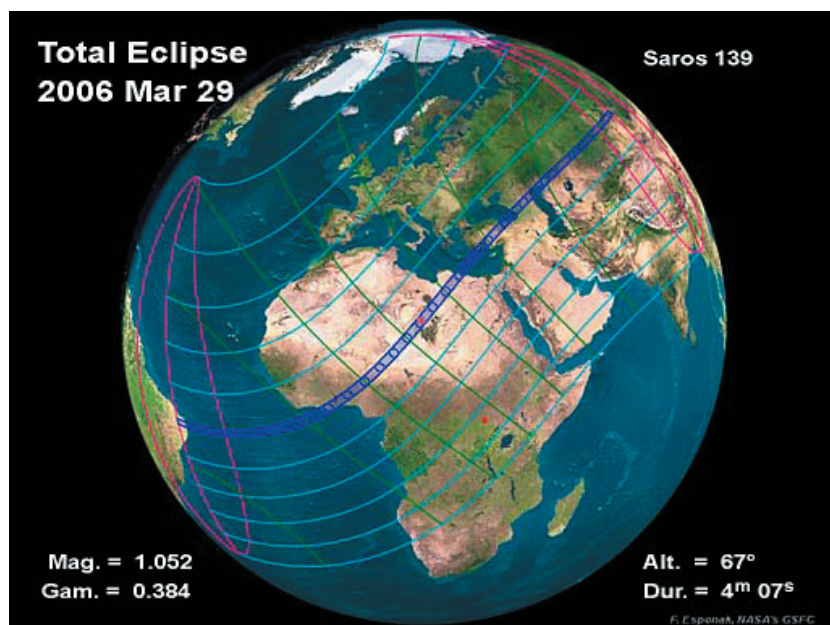 Total Eclipse
2006 Mar 29
Saros 139
Mag. = 1.052
Gam. = 0.384
Alt. = 67°
Dur. = 4ᵐ 07ˢ
F. Espenak, NASA's GSFC